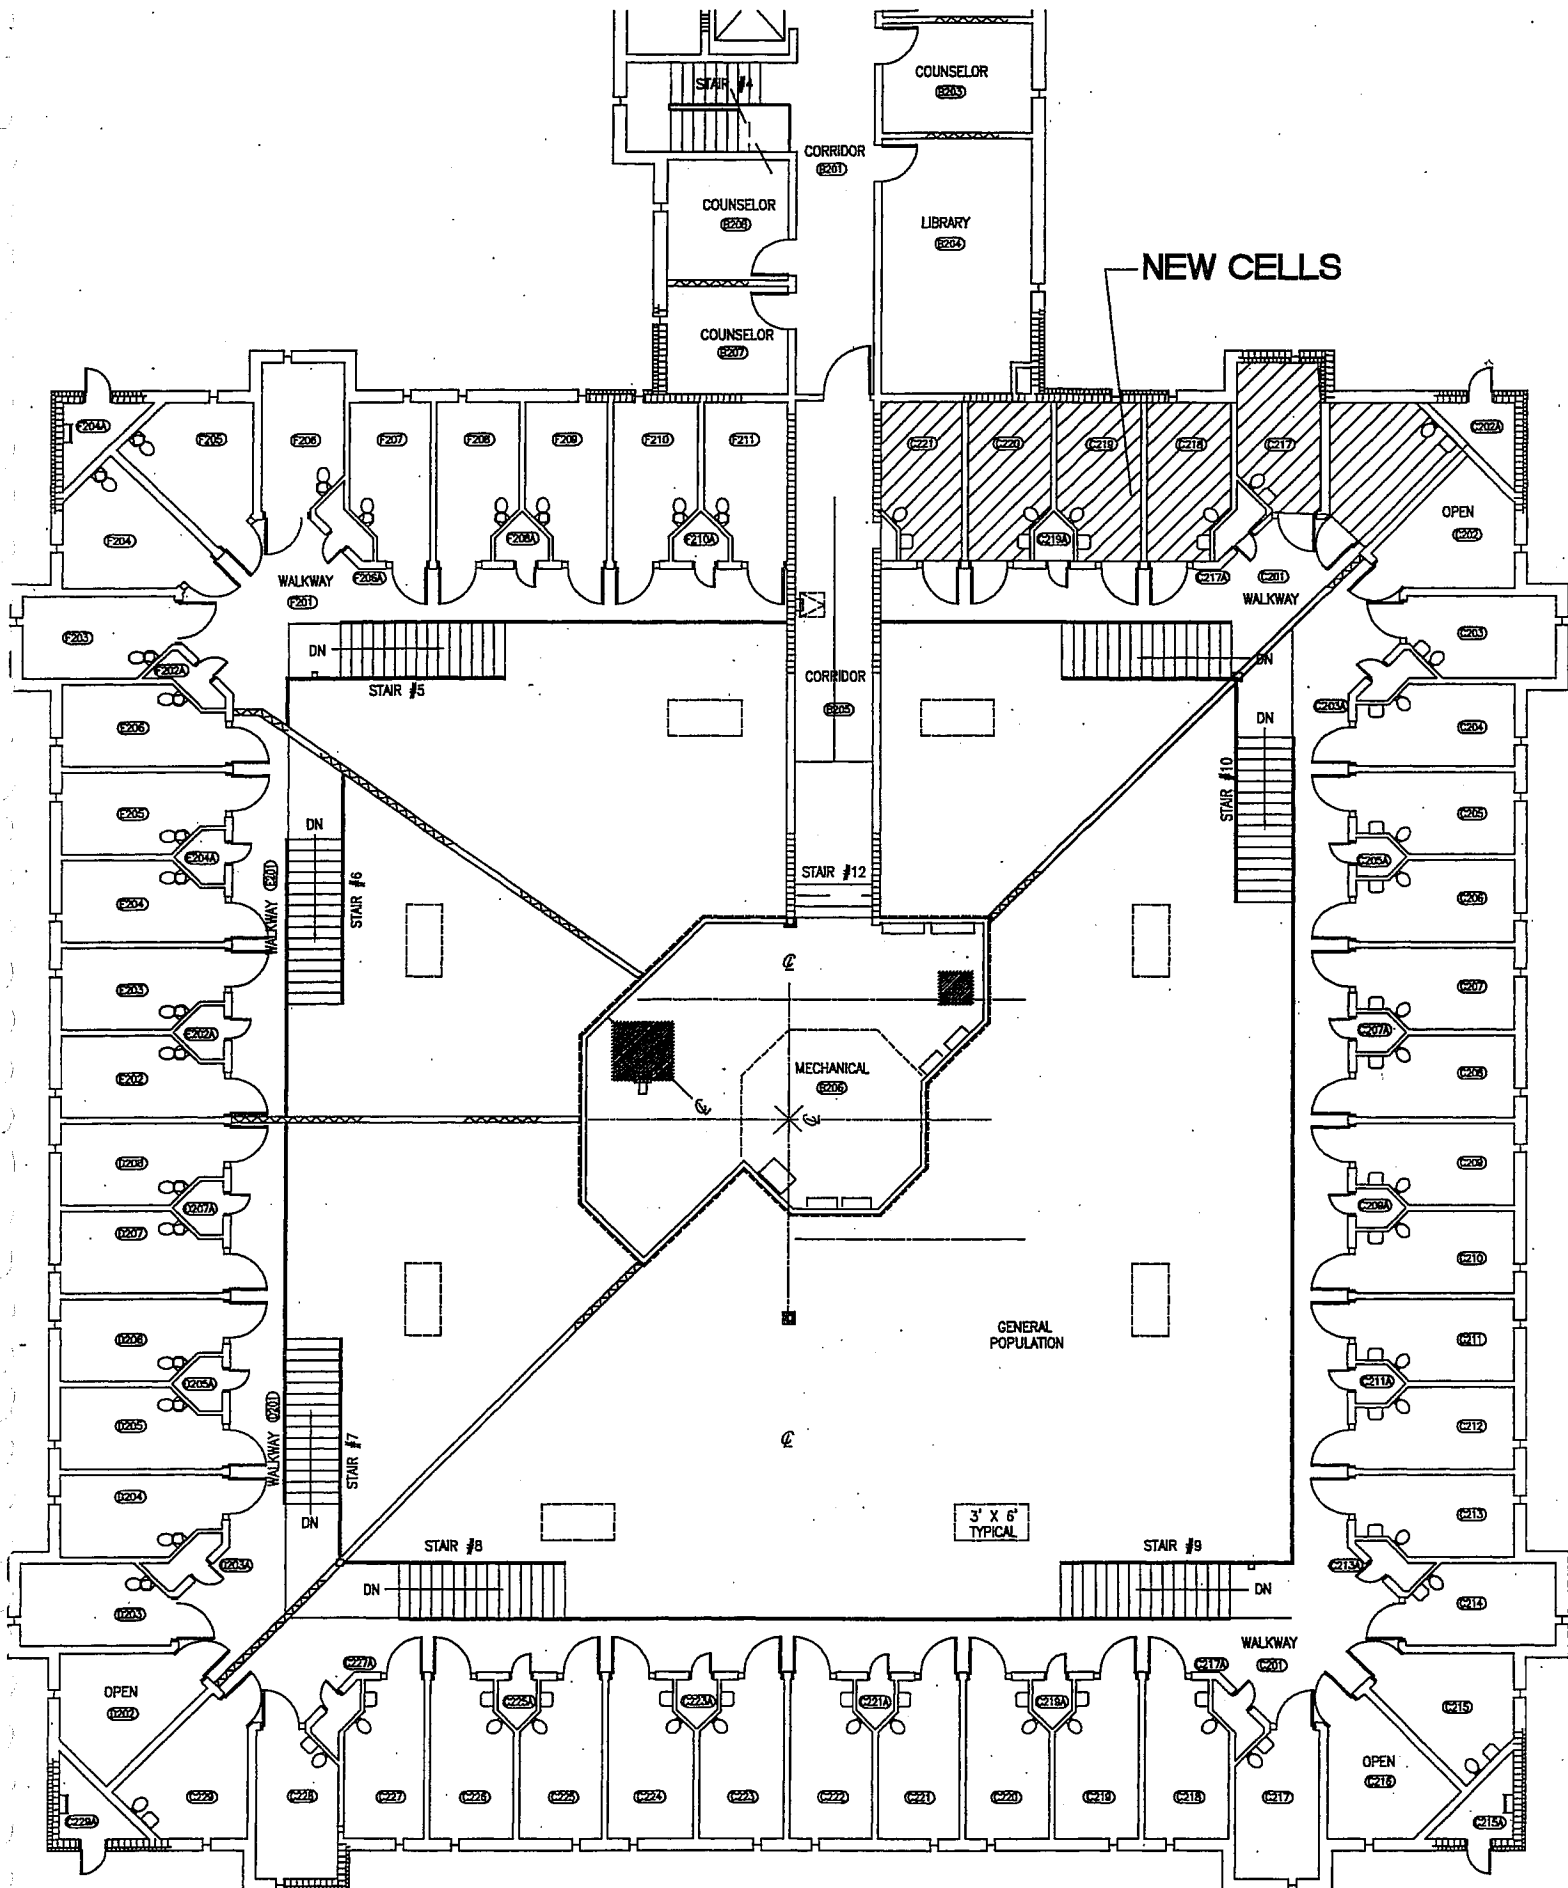 STAIR #4
COUNSELOR
B203
CORRIDOR
B201
COUNSELOR
B208
LIBRARY
B204
NEW CELLS
COUNSELOR
B207
F204A
F205
F206
F207
F208
F209
F210
F211
C221
C220
C219
C218
C217
C202A
OPEN
C202
F204
F208A
F210A
C219A
F206A
C217A
WALKWAY
F201
C201
WALKWAY
F203
C203
F202A
DN
STAIR #5
CORRIDOR
B205
DN
C203A
DN
E206
C204
STAIR #10
E205
C205
DN
E204A
C205A
STAIR #12
E204
WALKWAY E201
STAIR #6
C206
E203
C207
E202A
C207A
MECHANICAL
B206
E202
C208
D208
C209
D207A
C209A
D207
C210
GENERAL
POPULATION
D206
C211
D205A
C211A
D205
WALKWAY D201
STAIR #7
C212
D204
C213
DN
3' X 6'
TYPICAL
STAIR #8
STAIR #9
D203A
C213A
DN
DN
D203
C214
WALKWAY
C201
C227A
C217A
OPEN
D202
C225A
C223A
C221A
C219A
C215
OPEN
C216
C229
C228
C227
C226
C225
C224
C223
C222
C221
C220
C219
C218
C217
C229A
C215A